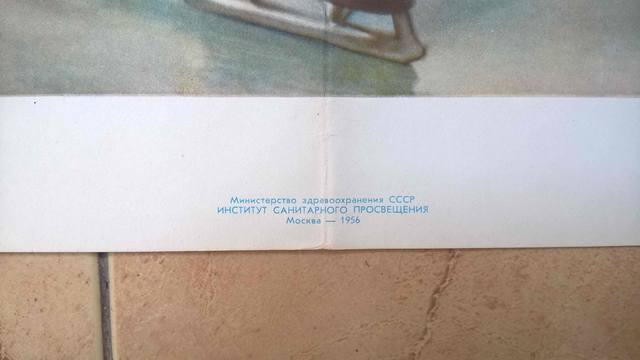 Министерство здравоохранения СССР
ИНСТИТУТ САНИТАРНОГО ПРОСВЕЩЕНИЯ
Москва — 1956